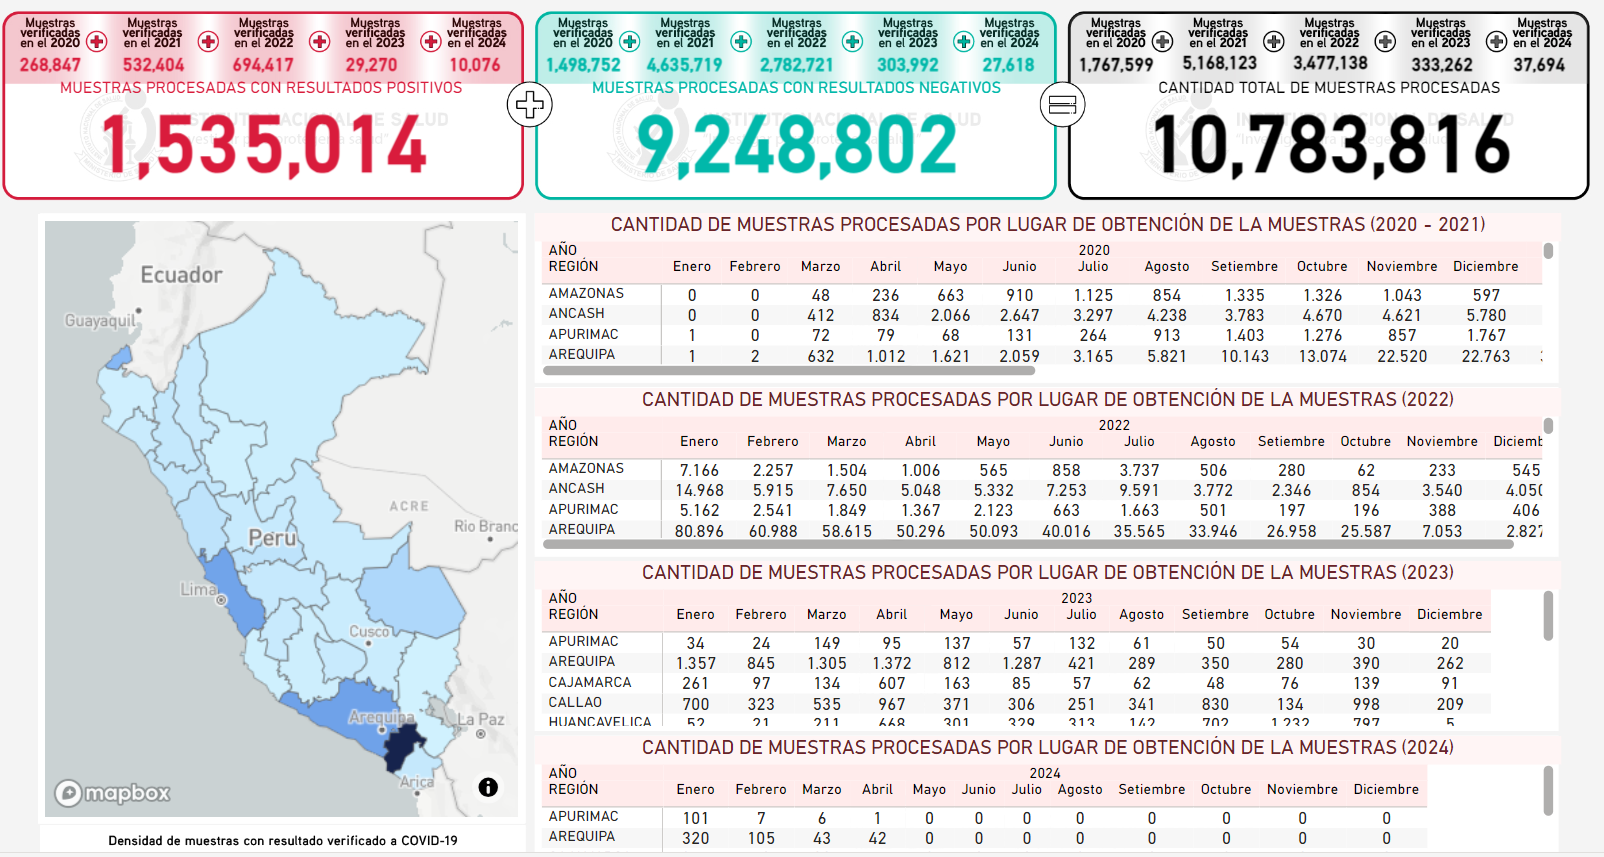 Muestras verificadas en el 2020 Muestras verificadas en el 2021 Muestras verificadas en el 2022 Muestras verificadas en el 2023 Muestras verificadas en el 2024
268,847 532,404 694,417 29,270 10,076
MUESTRAS PROCESADAS CON RESULTADOS POSITIVOS
1,535,014
Muestras verificadas en el 2020 Muestras verificadas en el 2021 Muestras verificadas en el 2022 Muestras verificadas en el 2023 Muestras verificadas en el 2024
1,498,752 4,635,719 2,782,721 303,992 27,618
MUESTRAS PROCESADAS CON RESULTADOS NEGATIVOS
9,248,802
Muestras verificadas en el 2020 Muestras verificadas en el 2021 Muestras verificadas en el 2022 Muestras verificadas en el 2023 Muestras verificadas en el 2024
1,767,599 5,168,123 3,477,138 333,262 37,694
CANTIDAD TOTAL DE MUESTRAS PROCESADAS
10,783,816
Ecuador
Guayaquil
ACRE
Rio Branc
Peru
Lima
Cusco
Arequipa
La Paz
Arica
mapbox
Densidad de muestras con resultado verificado a COVID-19
CANTIDAD DE MUESTRAS PROCESADAS POR LUGAR DE OBTENCIÓN DE LA MUESTRAS (2020 - 2021)
AÑO 2020
REGIÓN Enero Febrero Marzo Abril Mayo Junio Julio Agosto Setiembre Octubre Noviembre Diciembre
AMAZONAS 0 0 48 236 663 910 1.125 854 1.335 1.326 1.043 597
ANCASH 0 0 412 834 2.066 2.647 3.297 4.238 3.783 4.670 4.621 5.780
APURIMAC 1 0 72 79 68 131 264 913 1.403 1.276 857 1.767
AREQUIPA 1 2 632 1.012 1.621 2.059 3.165 5.821 10.143 13.074 22.520 22.763
CANTIDAD DE MUESTRAS PROCESADAS POR LUGAR DE OBTENCIÓN DE LA MUESTRAS (2022)
AÑO 2022
REGIÓN Enero Febrero Marzo Abril Mayo Junio Julio Agosto Setiembre Octubre Noviembre Diciemb
AMAZONAS 7.166 2.257 1.504 1.006 565 858 3.737 506 280 62 233 545
ANCASH 14.968 5.915 7.650 5.048 5.332 7.253 9.591 3.772 2.346 854 3.540 4.050
APURIMAC 5.162 2.541 1.849 1.367 2.123 663 1.663 501 197 196 388 406
AREQUIPA 80.896 60.988 58.615 50.296 50.093 40.016 35.565 33.946 26.958 25.587 7.053 2.827
CANTIDAD DE MUESTRAS PROCESADAS POR LUGAR DE OBTENCIÓN DE LA MUESTRAS (2023)
AÑO 2023
REGIÓN Enero Febrero Marzo Abril Mayo Junio Julio Agosto Setiembre Octubre Noviembre Diciembre
APURIMAC 34 24 149 95 137 57 132 61 50 54 30 20
AREQUIPA 1.357 845 1.305 1.372 812 1.287 421 289 350 280 390 262
CAJAMARCA 261 97 134 607 163 85 57 62 48 76 139 91
CALLAO 700 323 535 967 371 306 251 341 830 134 998 209
HUANCAVELICA 52 21 211 668 301 329 313 142 702 1.232 797 5
CANTIDAD DE MUESTRAS PROCESADAS POR LUGAR DE OBTENCIÓN DE LA MUESTRAS (2024)
AÑO 2024
REGIÓN Enero Febrero Marzo Abril Mayo Junio Julio Agosto Setiembre Octubre Noviembre Diciembre
APURIMAC 101 7 6 1 0 0 0 0 0 0 0 0
AREQUIPA 320 105 43 42 0 0 0 0 0 0 0 0